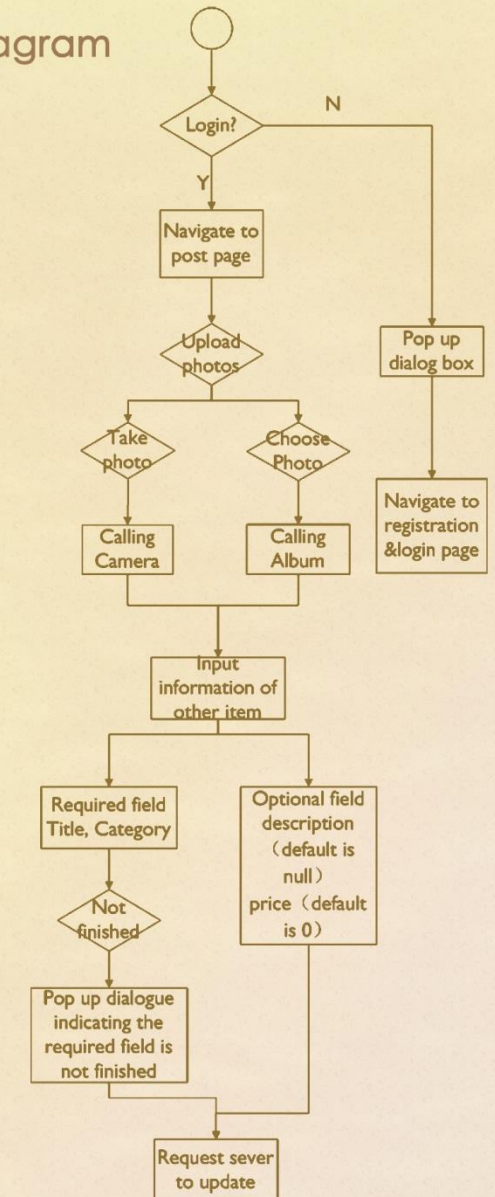 agram
Login?
N
Y
Navigate to
post page
Upload
photos
Pop up
dialog box
Take
photo
Choose
Photo
Navigate to
registration
&login page
Calling
Camera
Calling
Album
Input
information of
other item
Required field
Title, Category
Optional field
description
（default is
null）
price（default
is 0）
Not
finished
Pop up dialogue
indicating the
required field is
not finished
Request sever
to update